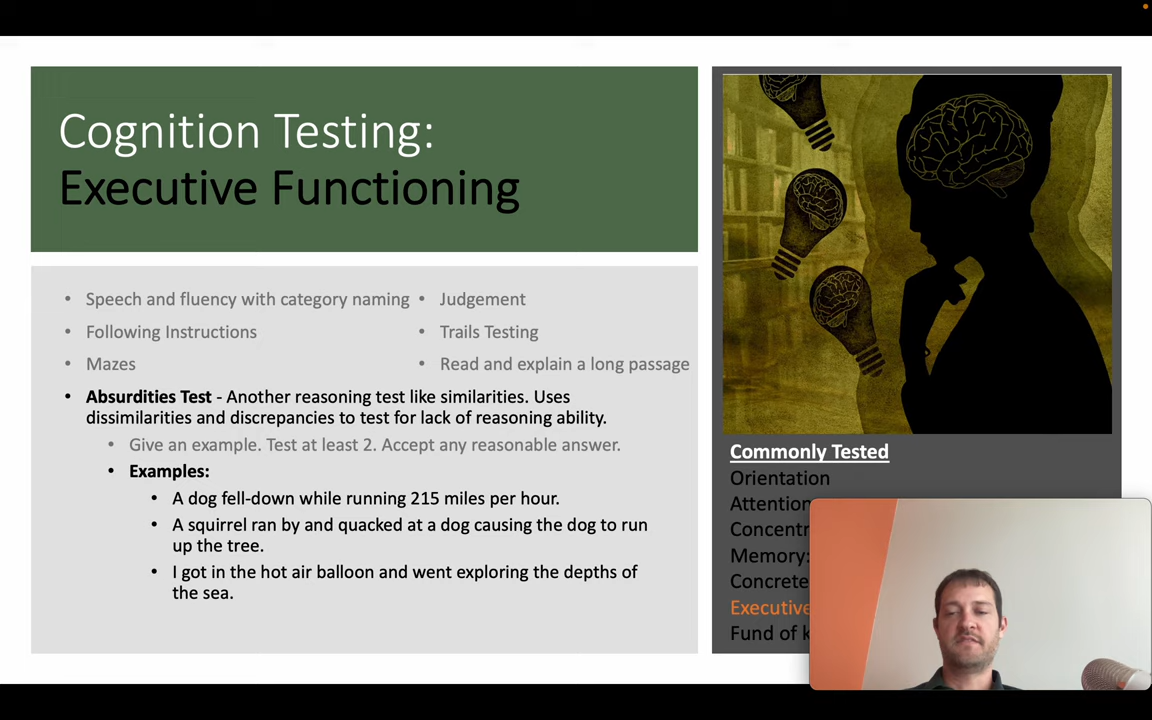 Cognition Testing:
Executive Functioning
• Speech and fluency with category naming
• Following Instructions
• Mazes
• Judgement
• Trails Testing
• Read and explain a long passage
• Absurdities Test - Another reasoning test like similarities. Uses
dissimilarities and discrepancies to test for lack of reasoning ability.
• Give an example. Test at least 2. Accept any reasonable answer.
• Examples:
• A dog fell-down while running 215 miles per hour.
• A squirrel ran by and quacked at a dog causing the dog to run
up the tree.
• I got in the hot air balloon and went exploring the depths of
the sea.
Commonly Tested
Orientation
Attention
Memory:
Concrete
Executive
Fund of